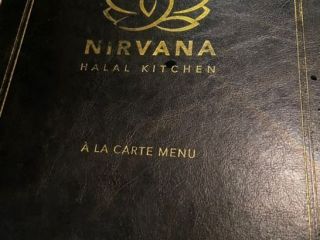 NIRVANA
HALAL KITCHEN
À LA CARTE MENU